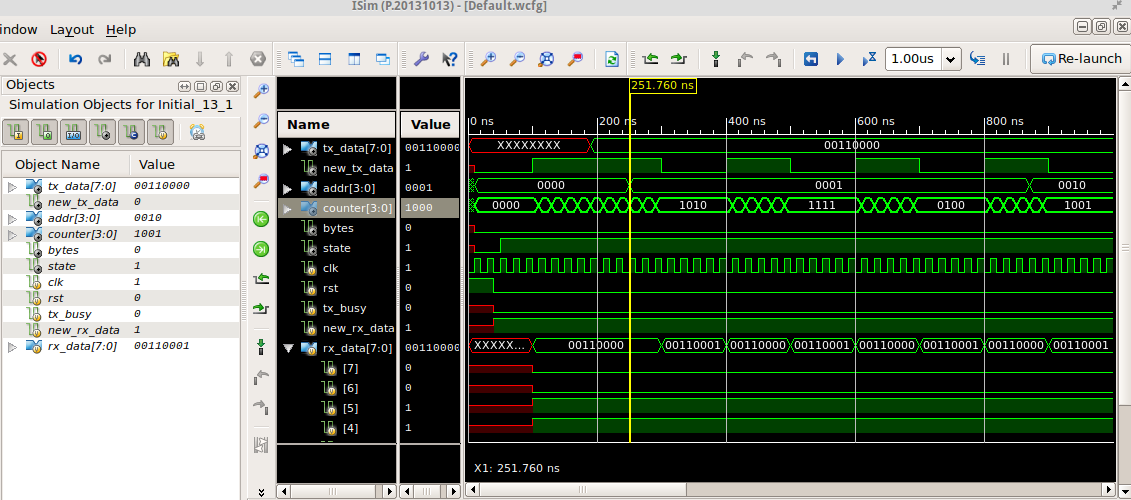 ISim (P.20131013) - [Default.wcfg]
indow Layout Help
1.00us Re-launch
Objects
Simulation Objects for Initial_13_1
Object Name Value
tx_data[7:0] 00110000
new_tx_data 0
addr[3:0] 0010
counter[3:0] 1001
bytes 0
state 1
clk 1
rst 0
tx_busy 0
new_rx_data 1
rx_data[7:0] 00110001
Name Value
tx_data[7:0] 00110000
new_tx_data 1
addr[3:0] 0001
counter[3:0] 1000
bytes 0
state 1
clk 1
rst 0
tx_busy 0
new_rx_data 1
rx_data[7:0] 00110000
[7] 0
[6] 0
[5] 1
[4] 1
251.760 ns
0 ns 200 ns 400 ns 600 ns 800 ns
XXXXXXXX 00110000
0000 0001 0010
0000 1010 1111 0100 1001
XXXXX... 00110000 00110001 00110000 00110001 00110000 00110001 00110000 00110001
X1: 251.760 ns